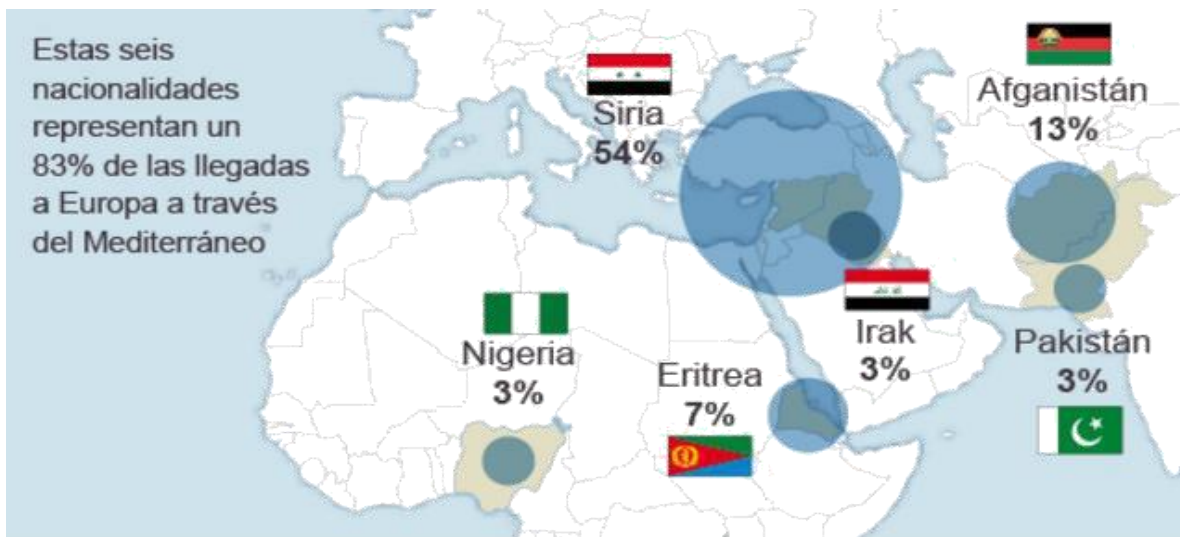 Estas seis
nacionalidades
representan un
83% de las llegadas
a Europa a través
del Mediterráneo
Siria
54%
Afganistán
13%
Irak
3%
Pakistán
3%
Nigeria
3%
Eritrea
7%